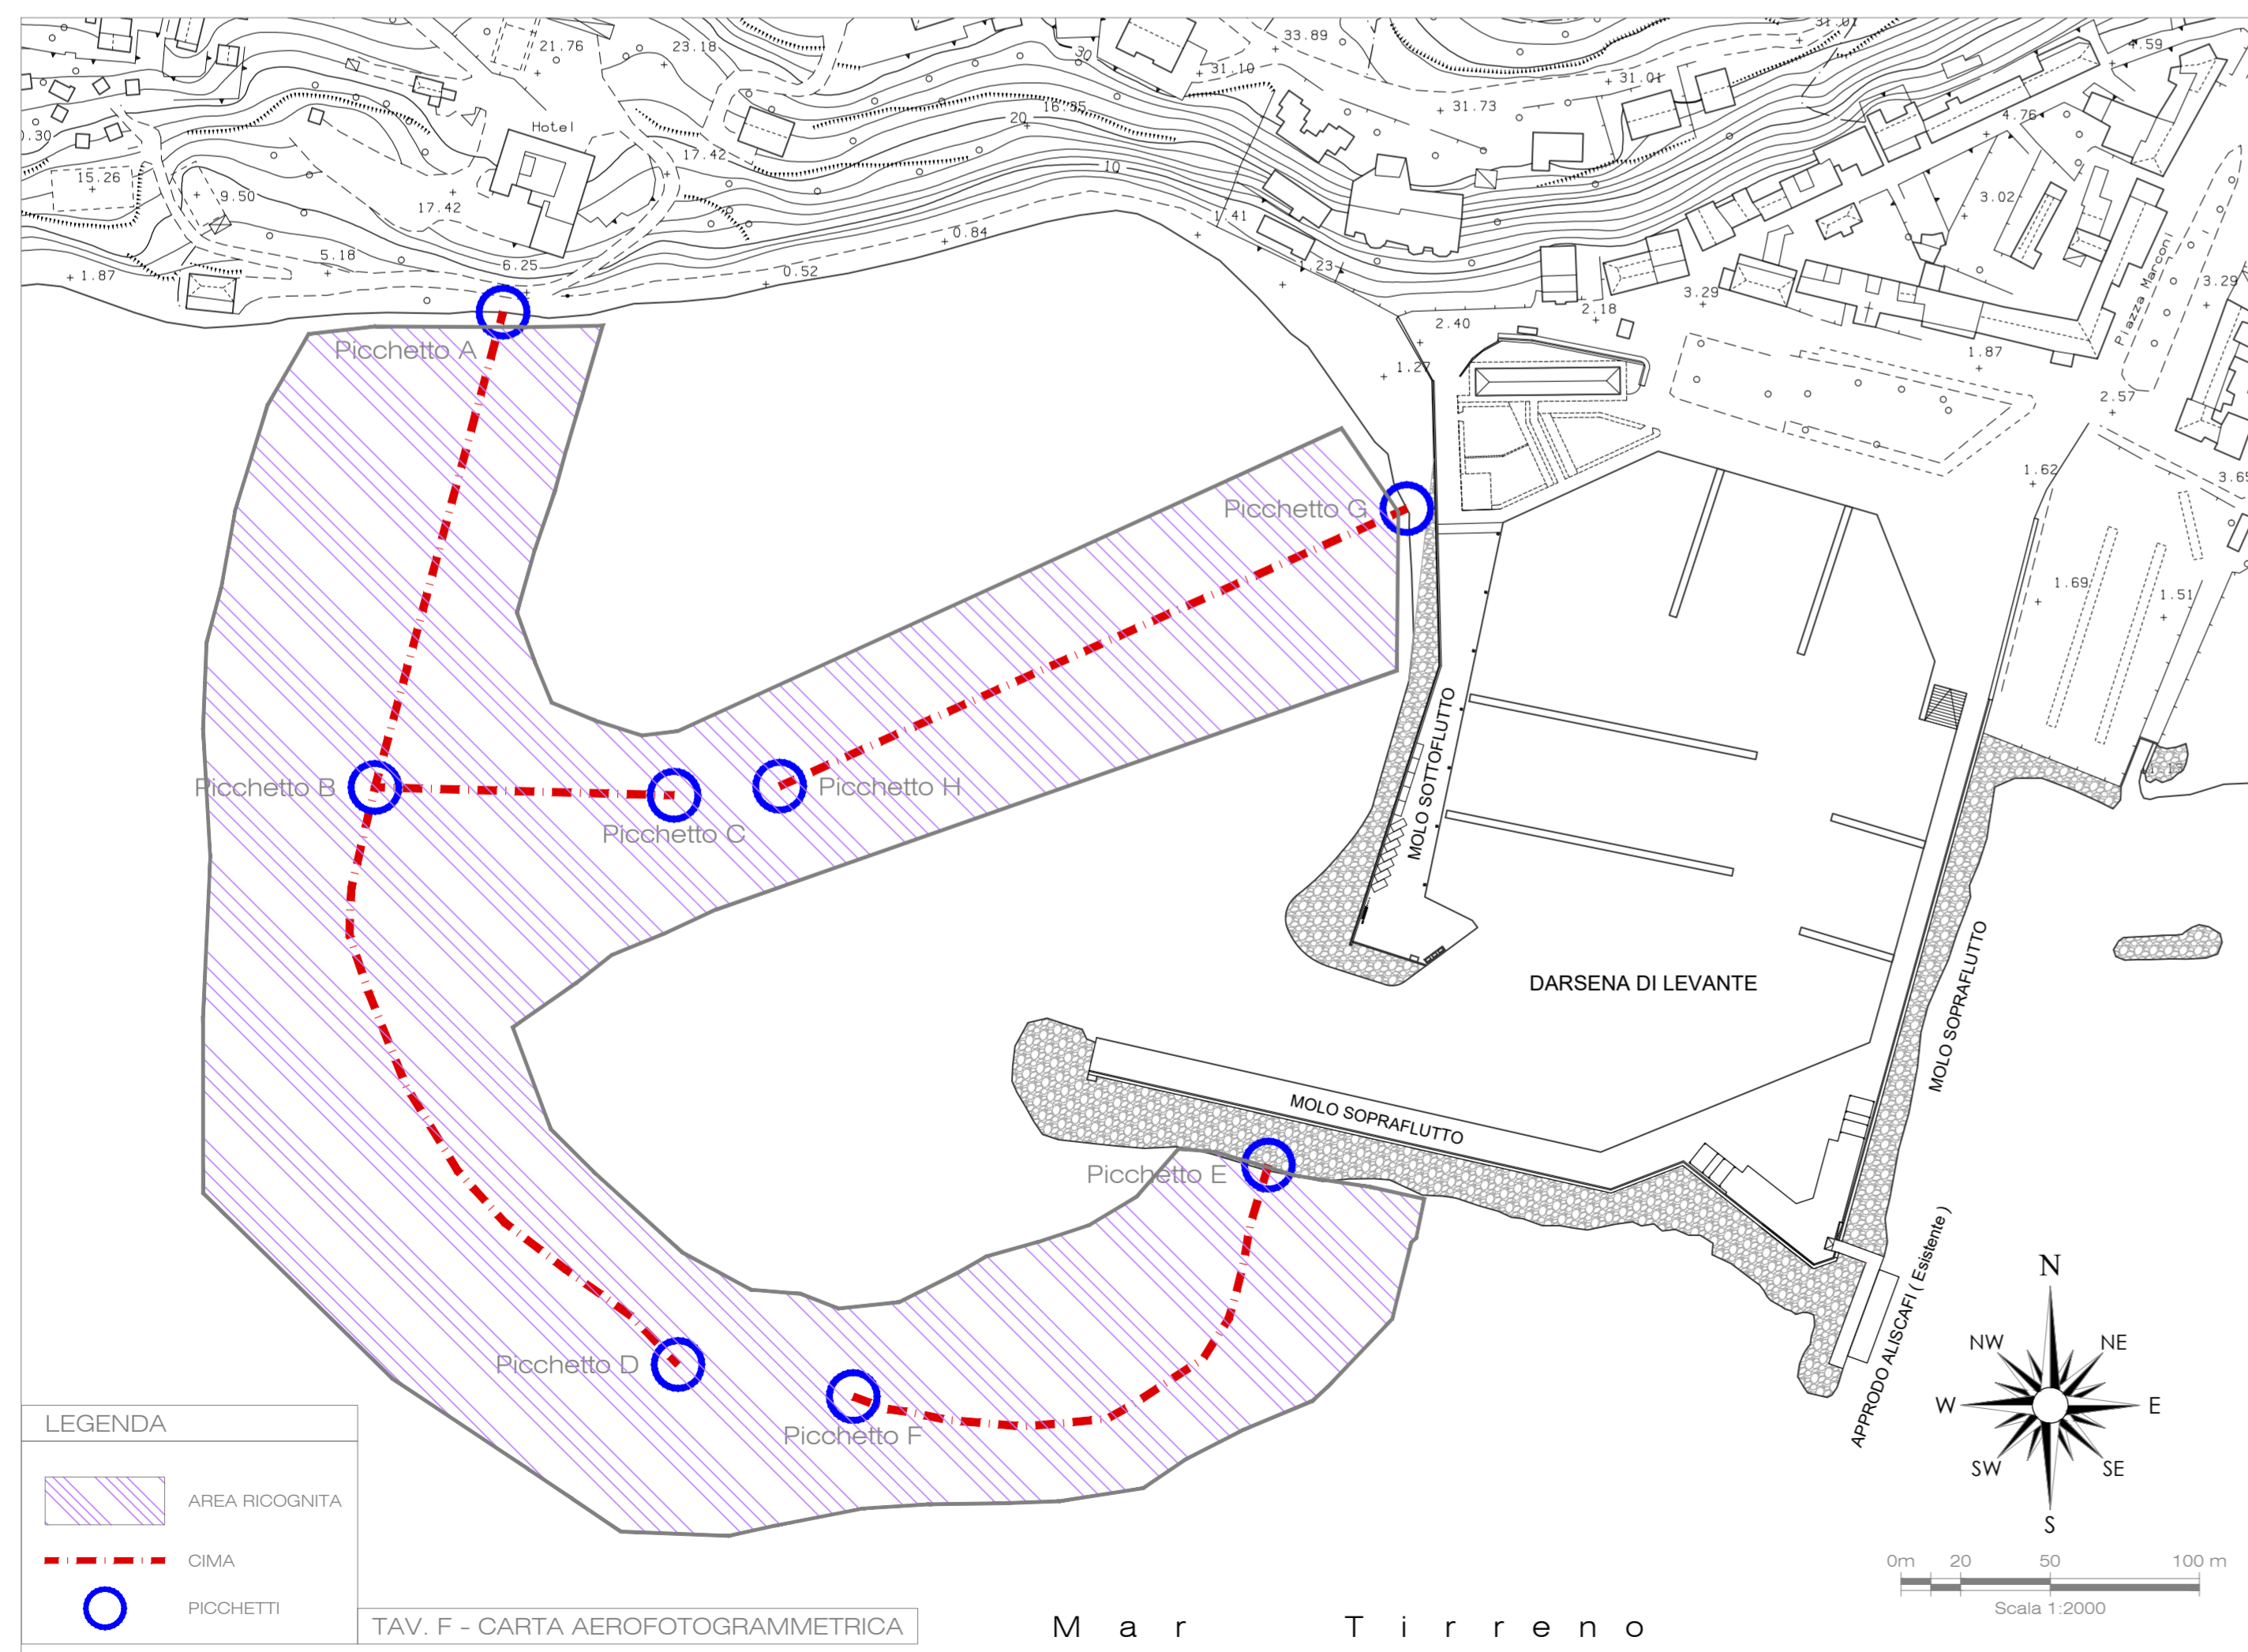 21.76
23.18
33.89
31.01
4.59
30
31.10
31.01
16.35
31.73
20
4.76
Hotel
17.42
10
15.26
9.50
17.42
3.02
1.41
0.84
5.18
6.25
1.23
0.52
1.87
Piazza Marconi
3.29
3.29
2.18
2.40
1.87
1.27
2.57
Picchetto A
1.62
3.65
Picchetto G
1.69
1.51
MOLO SOTTOFLUTTO
Picchetto B
Picchetto H
Picchetto C
DARSENA DI LEVANTE
MOLO SOPRAFLUTTO
MOLO SOPRAFLUTTO
Picchetto E
APPRODO ALISCAFI ( Esistente )
Picchetto D
Picchetto F
N
NW
NE
W
E
SW
SE
S
LEGENDA
AREA RICOGNITA
CIMA
PICCHETTI
0m 20 50 100 m
Scala 1:2000
TAV. F - CARTA AEROFOTOGRAMMETRICA
Mar Tirreno